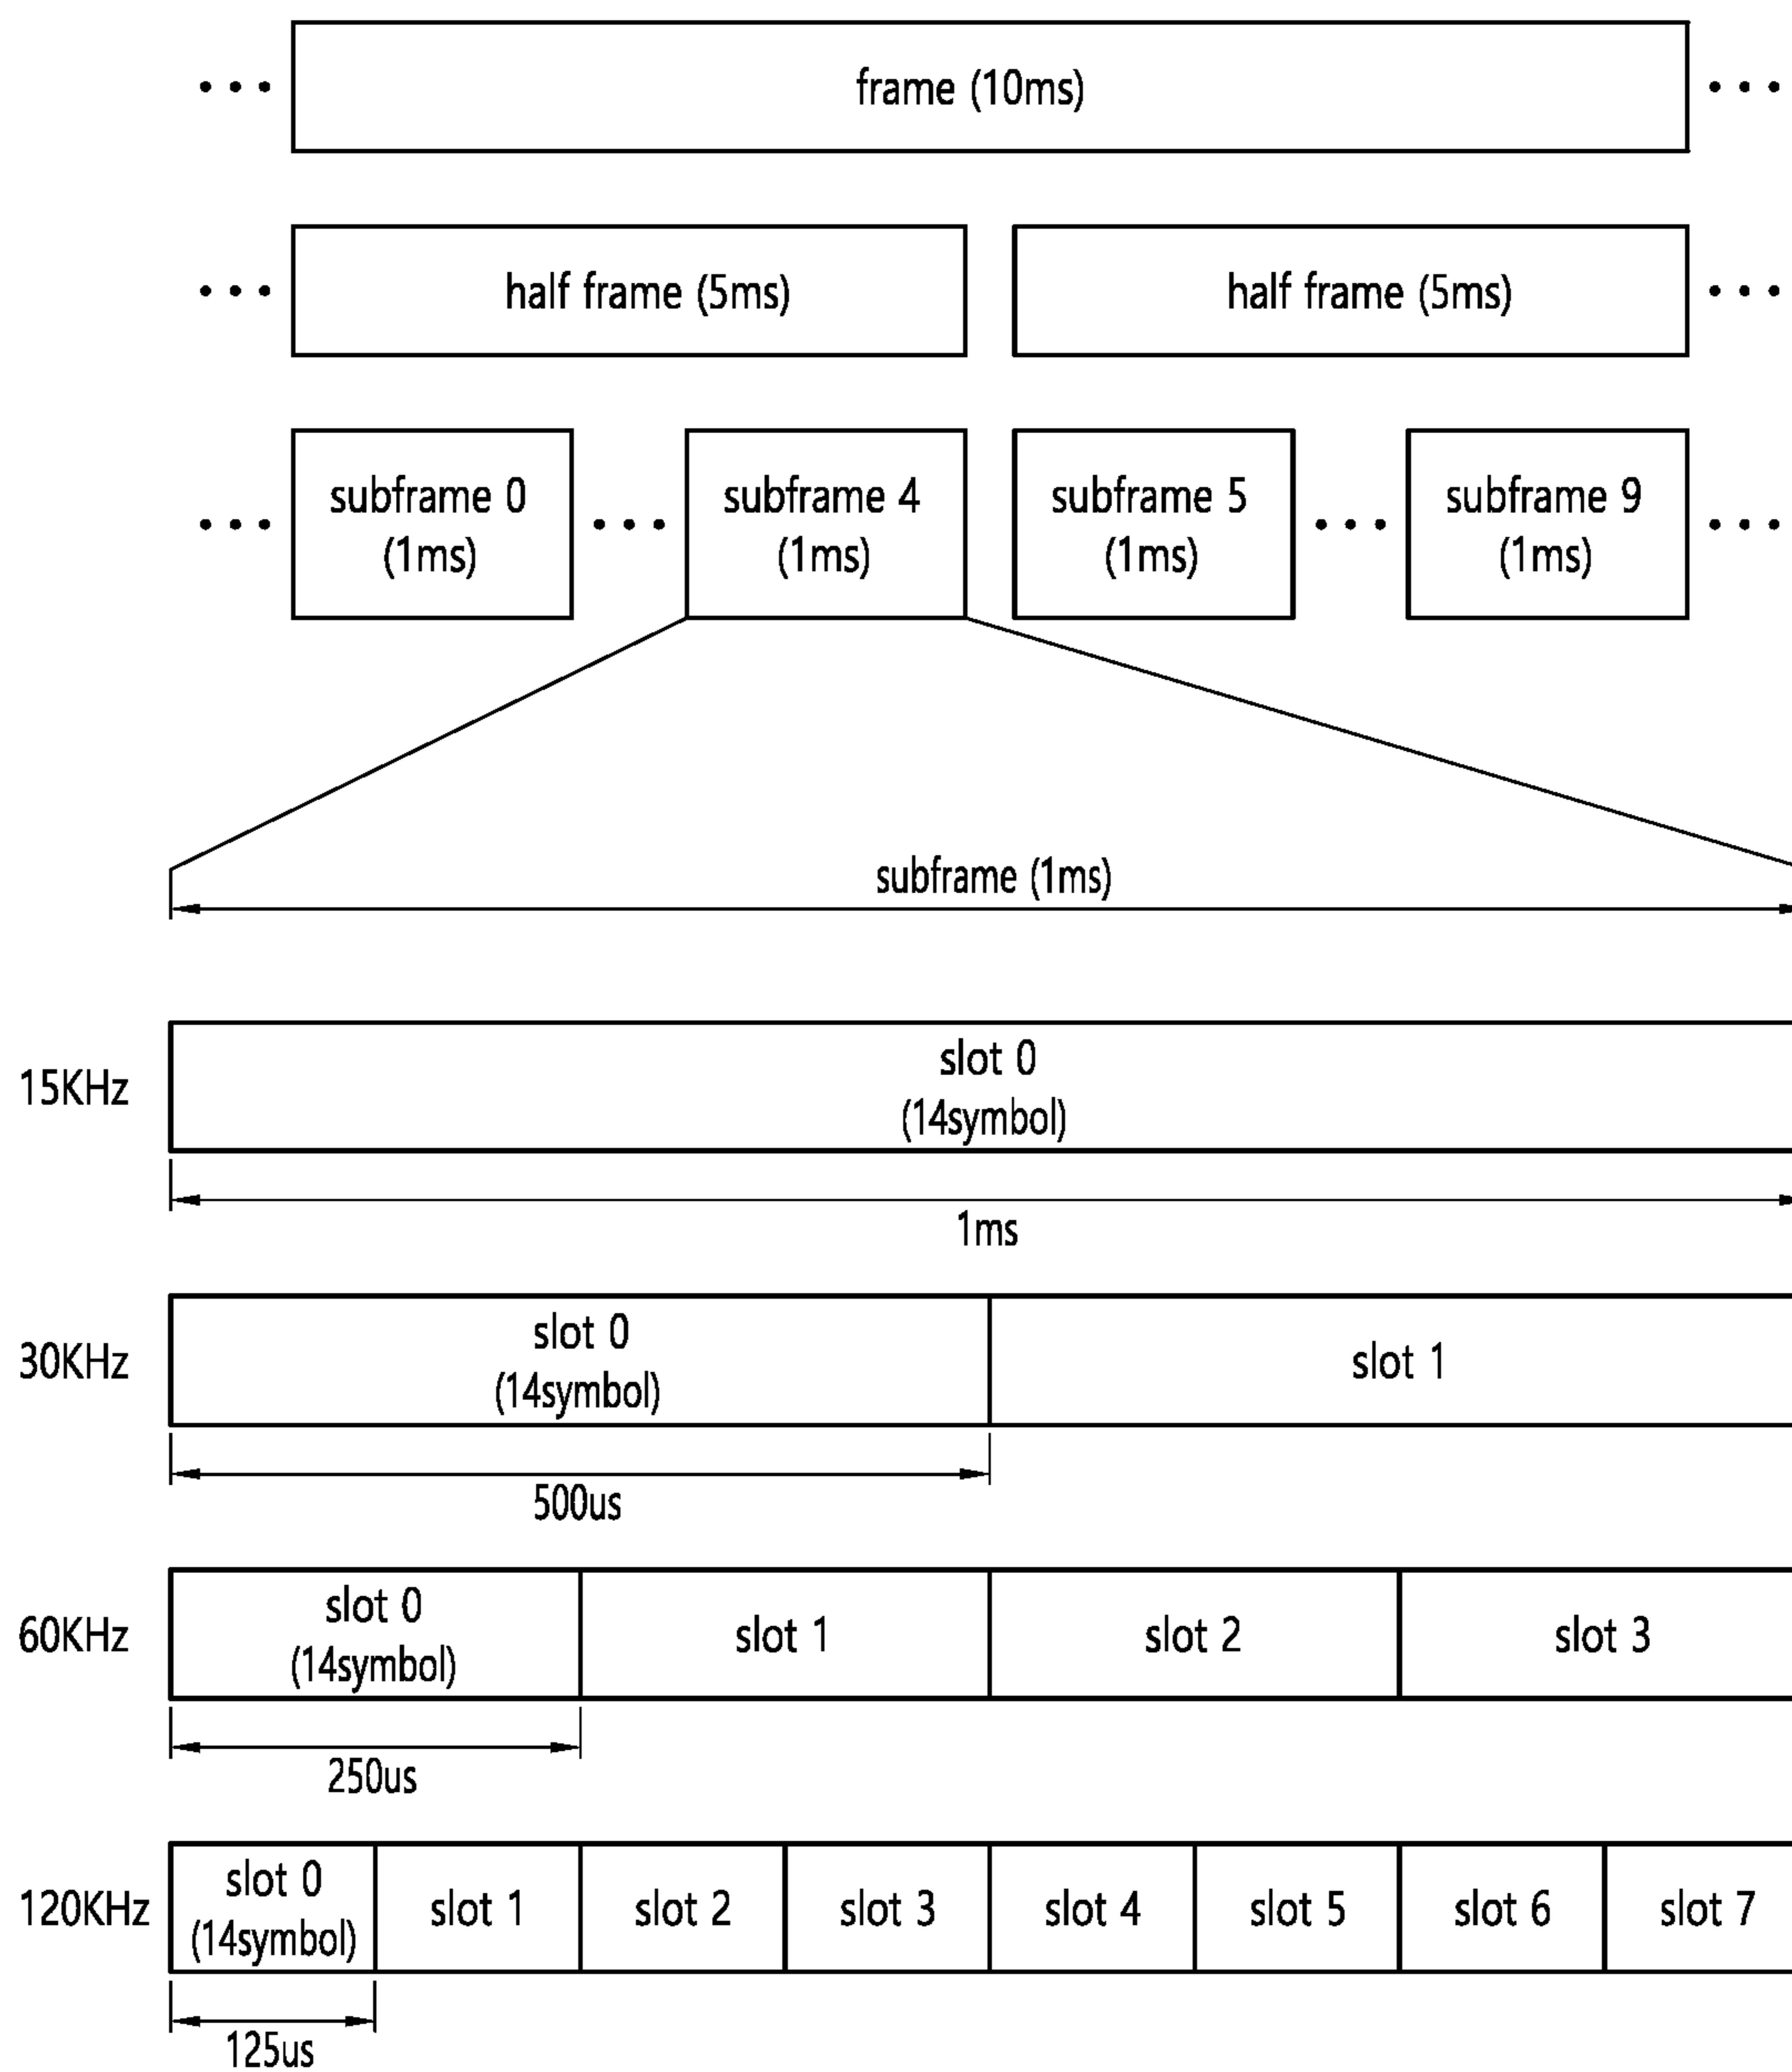 frame (10ms)
half frame (5ms)
half frame (5ms)
subframe 0
(1ms)
subframe 4
(1ms)
subframe 5
(1ms)
subframe 9
(1ms)
subframe (1ms)
15KHz
slot 0
(14symbol)
1ms
30KHz
slot 0
(14symbol)
slot 1
500us
60KHz
slot 0
(14symbol)
slot 1
slot 2
slot 3
250us
120KHz
slot 0
(14symbol)
slot 1
slot 2
slot 3
slot 4
slot 5
slot 6
slot 7
125us